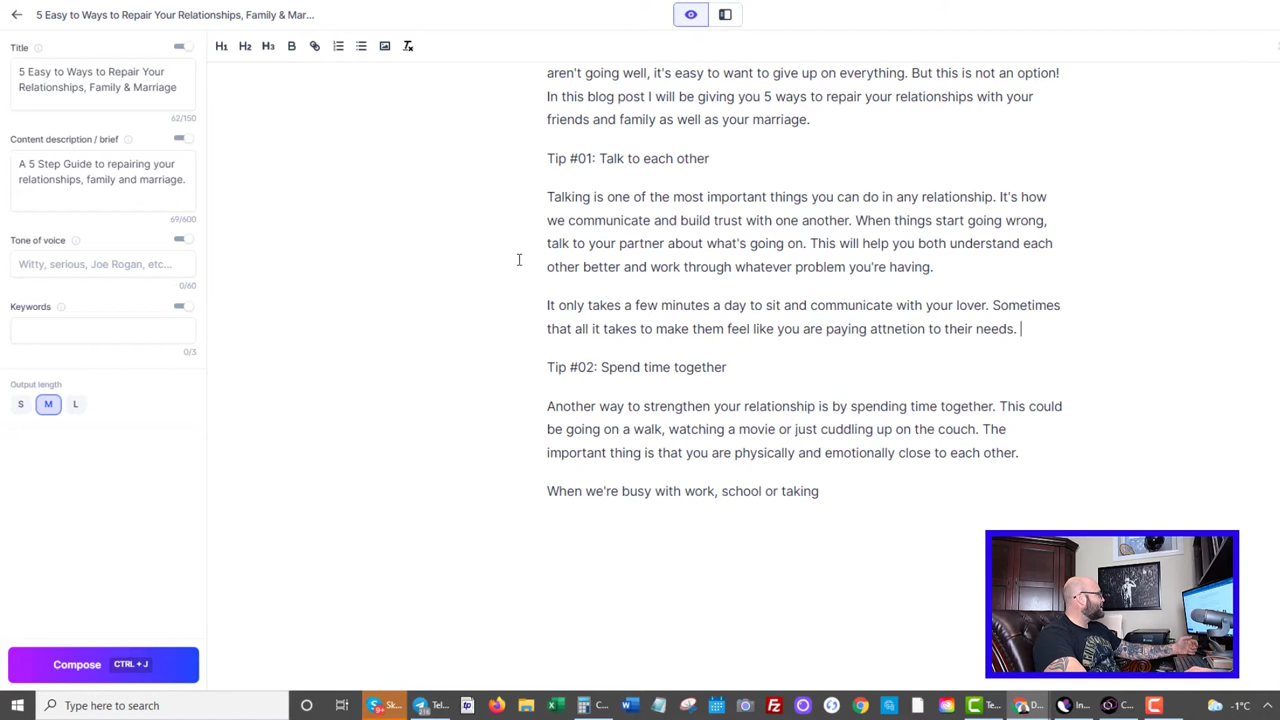 5 Easy to Ways to Repair Your Relationships, Family & Mar...
Title
5 Easy to Ways to Repair Your
Relationships, Family & Marriage
62/150
Content description / brief
A 5 Step Guide to repairing your
relationships, family and marriage.
69/600
Tone of voice
Witty, serious, Joe Rogan, etc...
0/60
Keywords
0/3
Output length
S M L
Compose CTRL + J
H1 H2 H3 B
aren't going well, it's easy to want to give up on everything. But this is not an option!
In this blog post I will be giving you 5 ways to repair your relationships with your
friends and family as well as your marriage.
Tip #01: Talk to each other
Talking is one of the most important things you can do in any relationship. It's how
we communicate and build trust with one another. When things start going wrong,
talk to your partner about what's going on. This will help you both understand each
other better and work through whatever problem you're having.
It only takes a few minutes a day to sit and communicate with your lover. Sometimes
that all it takes to make them feel like you are paying attnetion to their needs.
Tip #02: Spend time together
Another way to strengthen your relationship is by spending time together. This could
be going on a walk, watching a movie or just cuddling up on the couch. The
important thing is that you are physically and emotionally close to each other.
When we're busy with work, school or taking
Type here to search
Sk... Tel... C... Te... D... In... C... -1°C